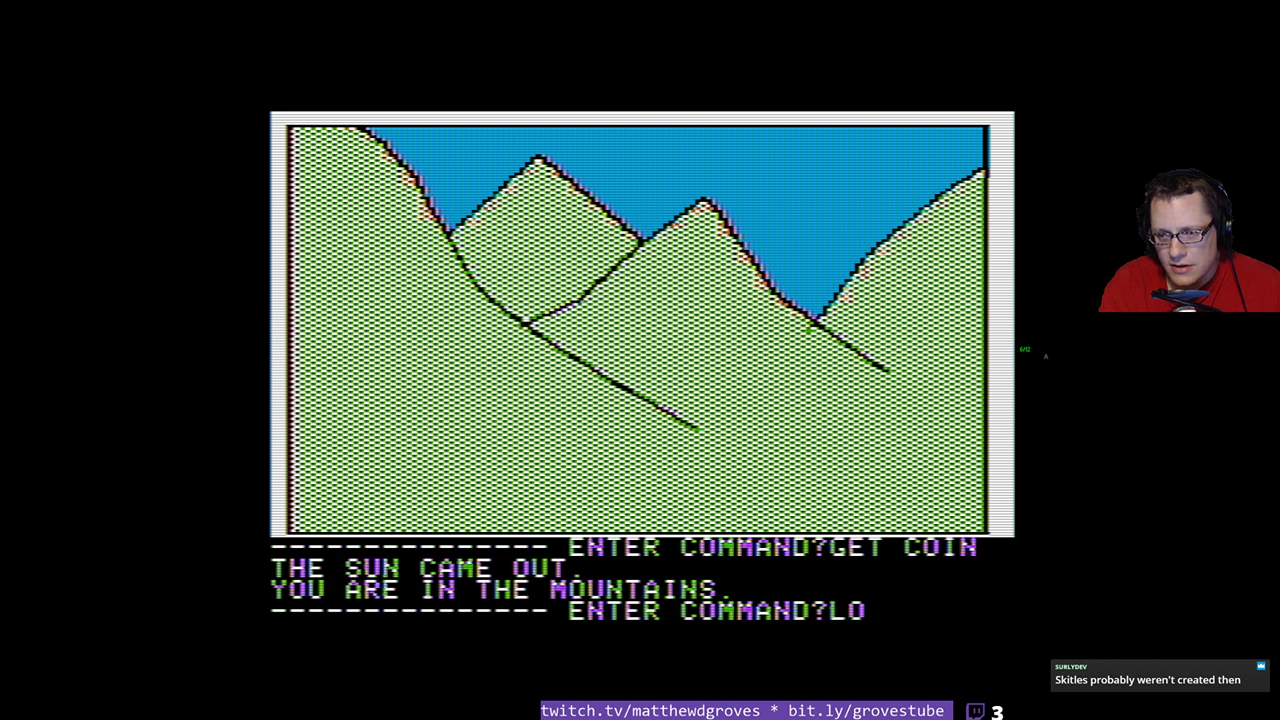 --------------- ENTER COMMAND?GET COIN
THE SUN CAME OUT.
YOU ARE IN THE MOUNTAINS.
--------------- ENTER COMMAND?LO
6M2
A
SURLYDEV
Skitles probably weren't created then
twitch.tv/matthewdgroves * bit.ly/grovestube
3